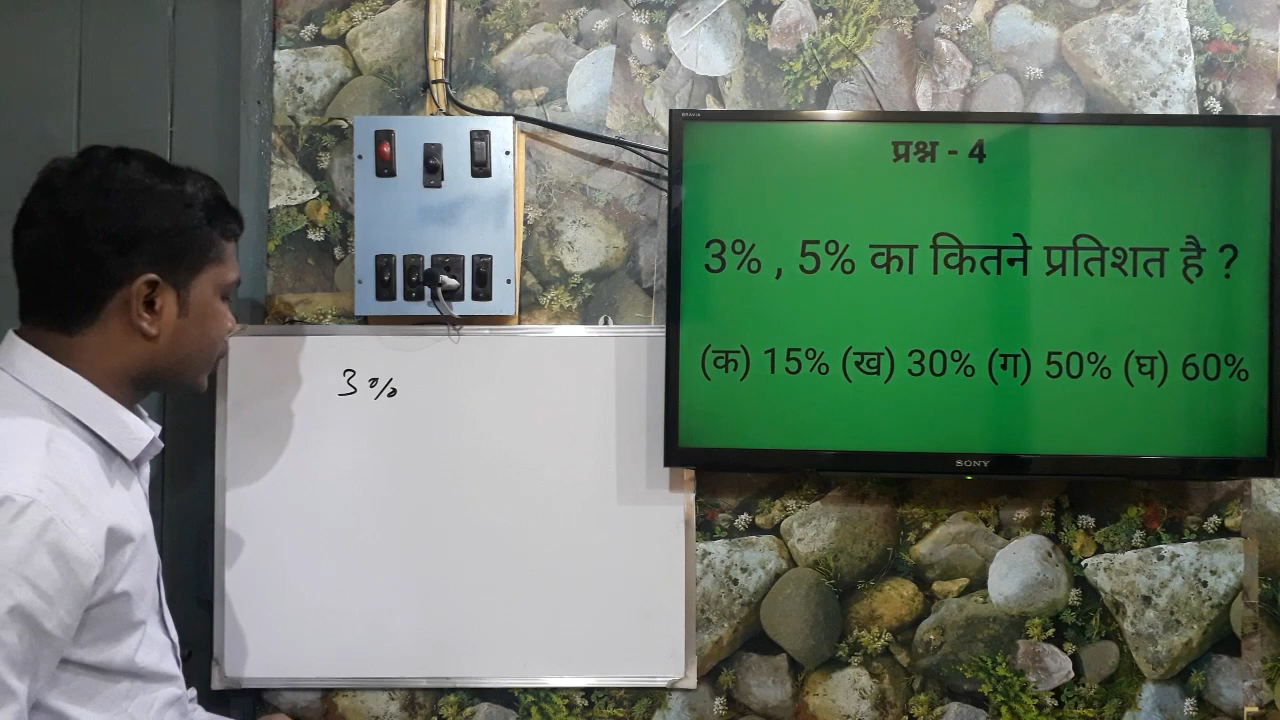 BRAVIA
प्रश्न - 4
3% , 5% का कितने प्रतिशत है ?
(क) 15% (ख) 30% (ग) 50% (घ) 60%
SONY
3%